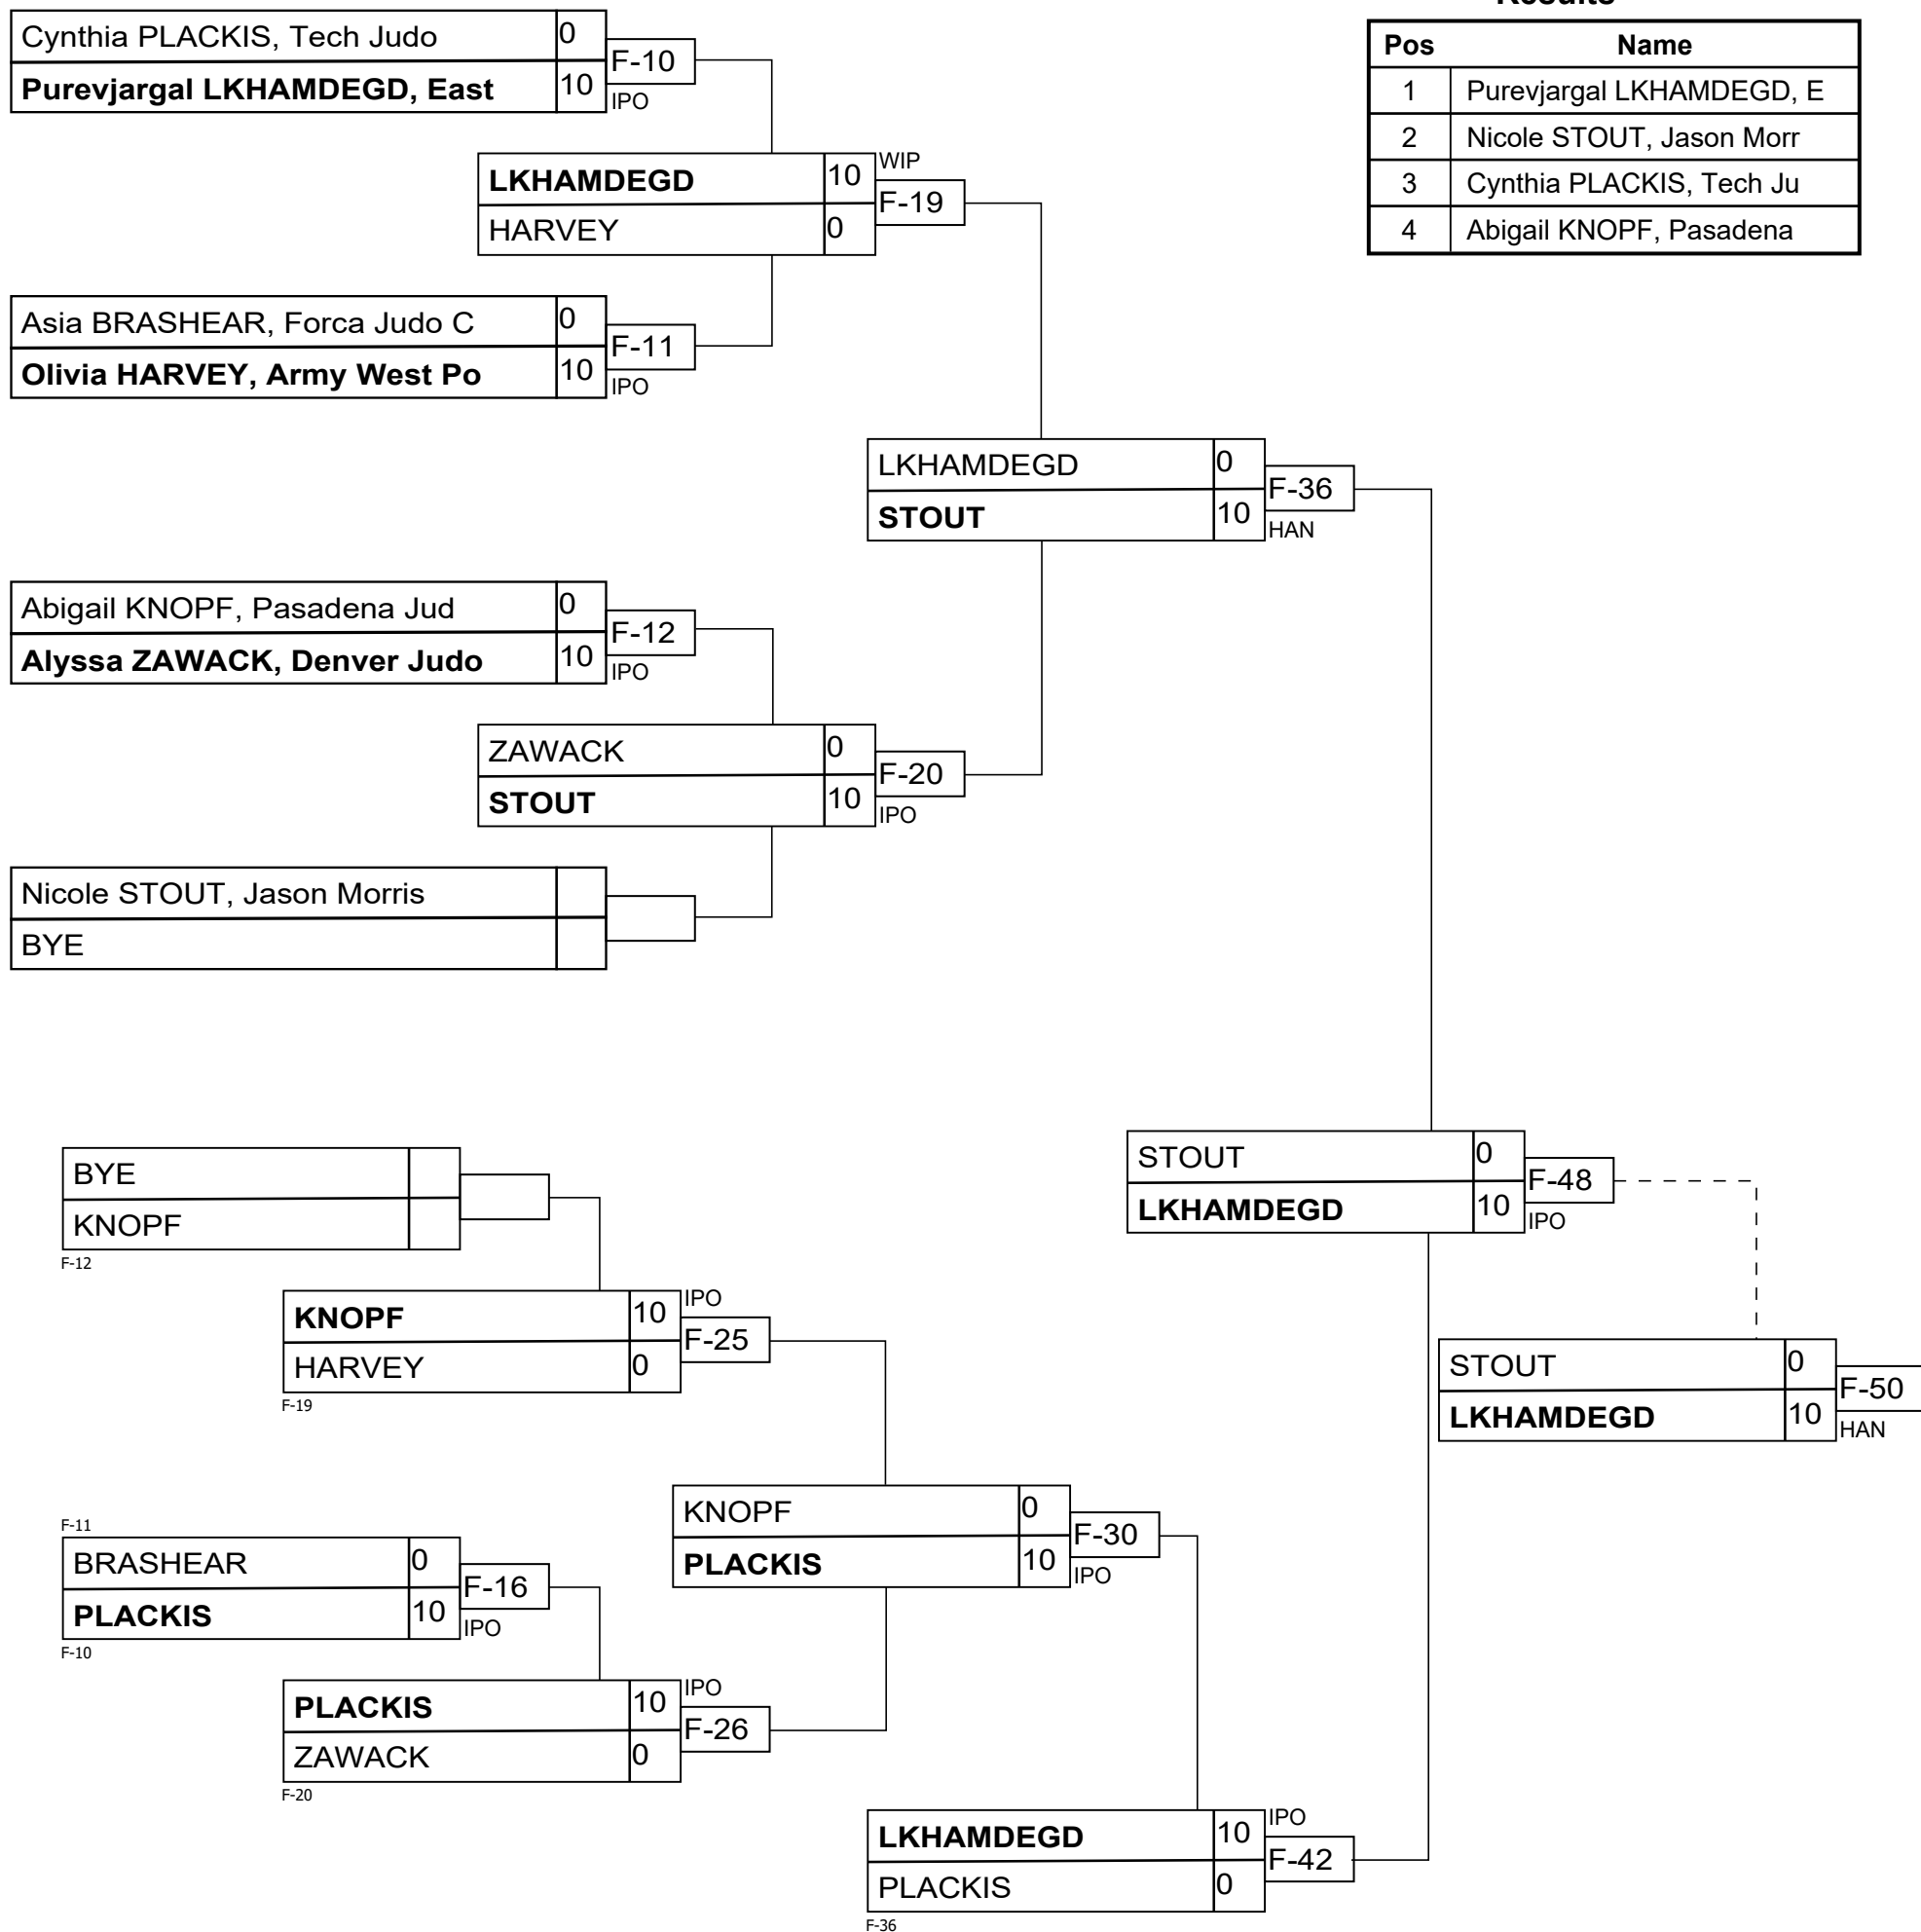 Results
Pos Name
1 Purevjargal LKHAMDEGD, E
2 Nicole STOUT, Jason Morr
3 Cynthia PLACKIS, Tech Ju
4 Abigail KNOPF, Pasadena
Cynthia PLACKIS, Tech Judo 0
F-10
Purevjargal LKHAMDEGD, East 10
IPO
WIP
LKHAMDEGD 10
F-19
HARVEY 0
Asia BRASHEAR, Forca Judo C 0
F-11
Olivia HARVEY, Army West Po 10
IPO
LKHAMDEGD 0
F-36
STOUT 10
HAN
Abigail KNOPF, Pasadena Jud 0
F-12
Alyssa ZAWACK, Denver Judo 10
IPO
ZAWACK 0
F-20
STOUT 10
IPO
Nicole STOUT, Jason Morris
BYE
STOUT 0
F-48
LKHAMDEGD 10
IPO
BYE
KNOPF
F-12
IPO
KNOPF 10
F-25
HARVEY 0
F-19
STOUT 0
F-50
LKHAMDEGD 10
HAN
KNOPF 0
F-30
PLACKIS 10
IPO
F-11
BRASHEAR 0
F-16
PLACKIS 10
IPO
F-10
IPO
PLACKIS 10
F-26
ZAWACK 0
F-20
IPO
LKHAMDEGD 10
F-42
PLACKIS 0
F-36